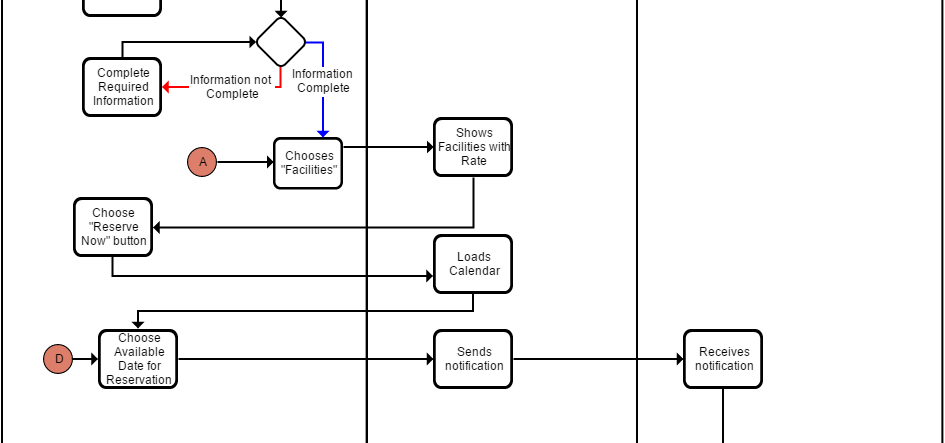 Complete
Required
Information
Information not
Complete
Information
Complete
A
Chooses
"Facilities"
Shows
Facilities with
Rate
Choose
"Reserve
Now" button
Loads
Calendar
D
Choose
Available
Date for
Reservation
Sends
notification
Receives
notification